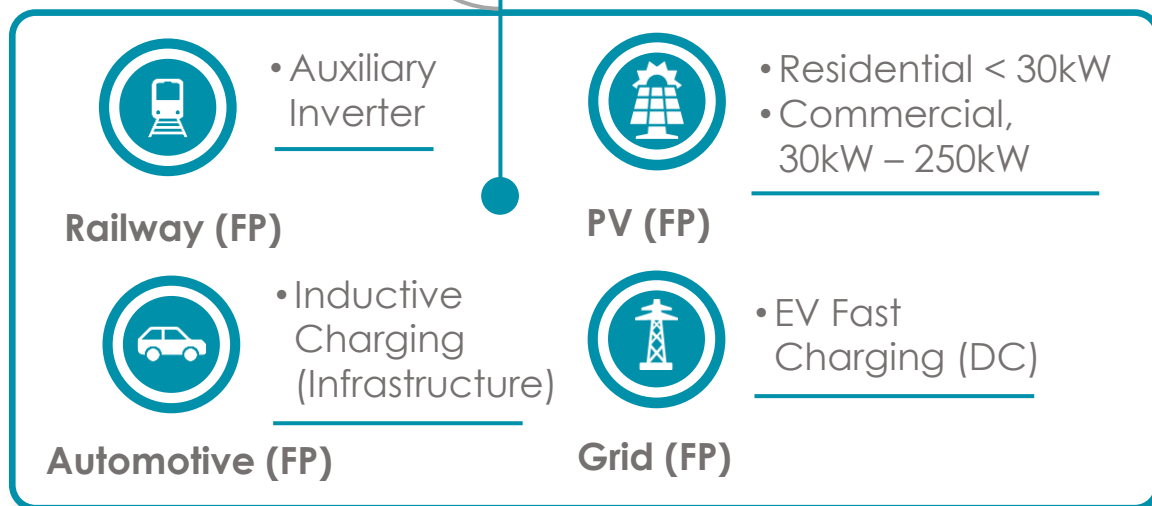 • Auxiliary
Inverter
Railway (FP)
• Residential < 30kW
• Commercial,
30kW – 250kW
PV (FP)
• Inductive
Charging
(Infrastructure)
Automotive (FP)
• EV Fast
Charging (DC)
Grid (FP)